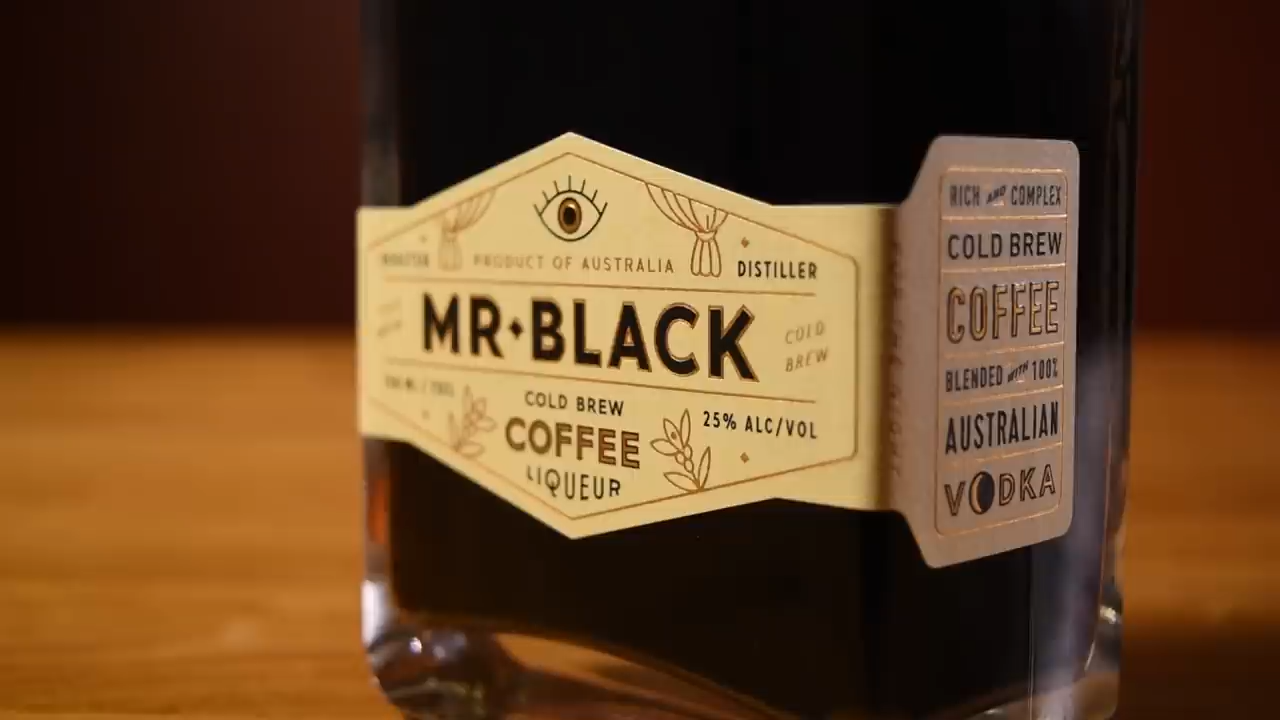 PRODUCT OF AUSTRALIA
DISTILLER
MR BLACK
COLD
BREW
COLD BREW
COFFEE
LIQUEUR
25% ALC/VOL
RICH AND COMPLEX
COLD BREW
COFFEE
BLENDED WITH 100%
AUSTRALIAN
VODKA